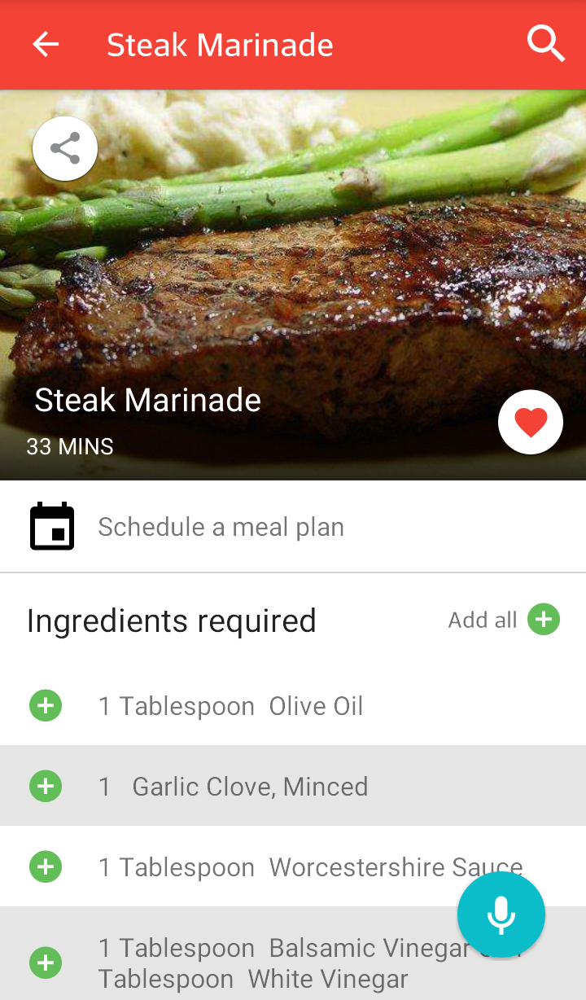 Steak Marinade
Steak Marinade
33 MINS
Schedule a meal plan
Ingredients required
Add all
1 Tablespoon Olive Oil
1 Garlic Clove, Minced
1 Tablespoon Worcestershire Sauce
1 Tablespoon Balsamic Vinegar
Tablespoon White Vinegar